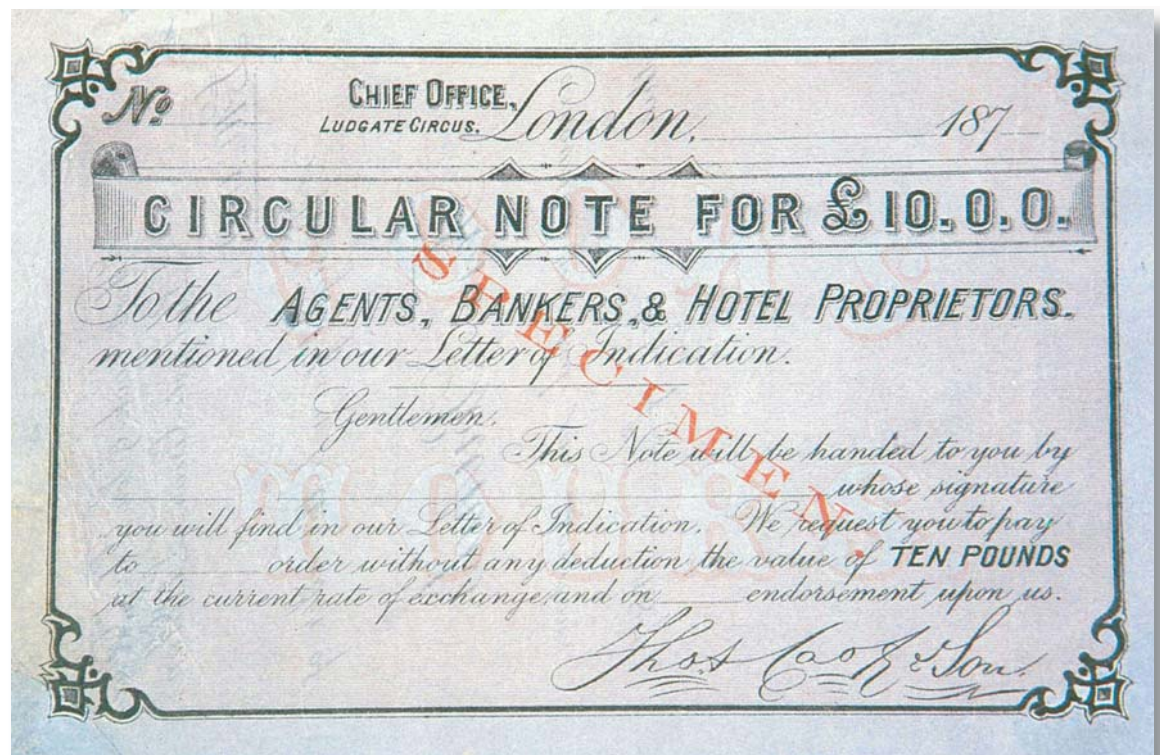 No
CHIEF OFFICE,
LUDGATE CIRCUS. London, 187
CIRCULAR NOTE FOR £10.0.0.
To the AGENTS, BANKERS, & HOTEL PROPRIETORS.
mentioned in our Letter of Indication.
Gentlemen,
This Note will be handed to you by
whose signature
you will find in our Letter of Indication. We request you to pay
to order without any deduction the value of TEN POUNDS
at the current rate of exchange, and on endorsement upon us.
Thos Cook & Son.
SPECIMEN.
COOK'S
TOURS